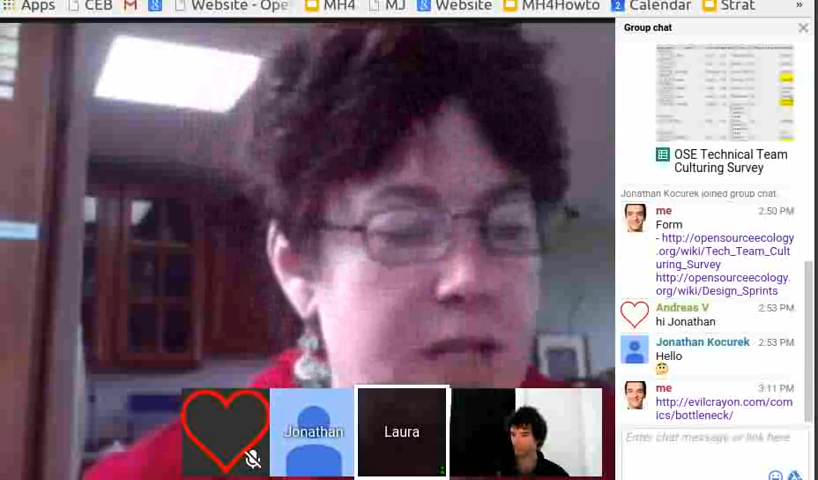 Apps CEB Website - Ope MH4 MJ Website MH4Howto 2 Calendar Strat »
Group chat
OSE Technical Team
Culturing Survey
Jonathan Kocurek joined group chat.
me 2:50 PM
Form
- http://opensourceecology
.org/wiki/Tech_Team_Cult
uring_Survey
http://opensourceecology.
org/wiki/Design_Sprints
Andreas V 2:53 PM
hi Jonathan
Jonathan Kocurek 2:53 PM
Hello
me 3:11 PM
http://evilcrayon.com/com
ics/bottleneck/
Enter chat message or link here
Jonathan
Laura